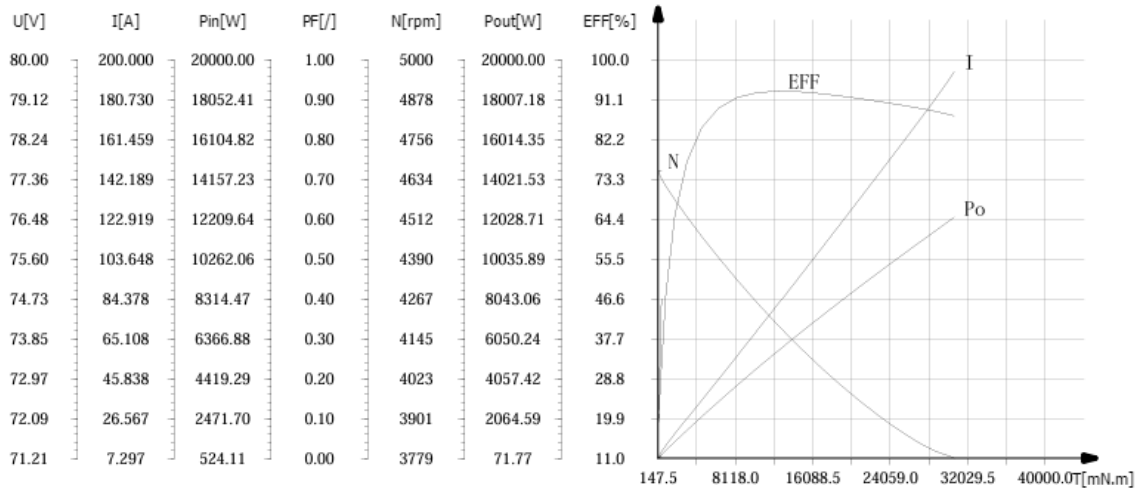 U[V] I[A] Pin[W] PF[/] N[rpm] Pout[W] EFF[%]
80.00 200.000 20000.00 1.00 5000 20000.00 100.0
I
EFF
79.12 180.730 18052.41 0.90 4878 18007.18 91.1
78.24 161.459 16104.82 0.80 4756 16014.35 82.2
N
77.36 142.189 14157.23 0.70 4634 14021.53 73.3
Po
76.48 122.919 12209.64 0.60 4512 12028.71 64.4
75.60 103.648 10262.06 0.50 4390 10035.89 55.5
74.73 84.378 8314.47 0.40 4267 8043.06 46.6
73.85 65.108 6366.88 0.30 4145 6050.24 37.7
72.97 45.838 4419.29 0.20 4023 4057.42 28.8
72.09 26.567 2471.70 0.10 3901 2064.59 19.9
71.21 7.297 524.11 0.00 3779 71.77 11.0
147.5 8118.0 16088.5 24059.0 32029.5 40000.0 T[mN.m]